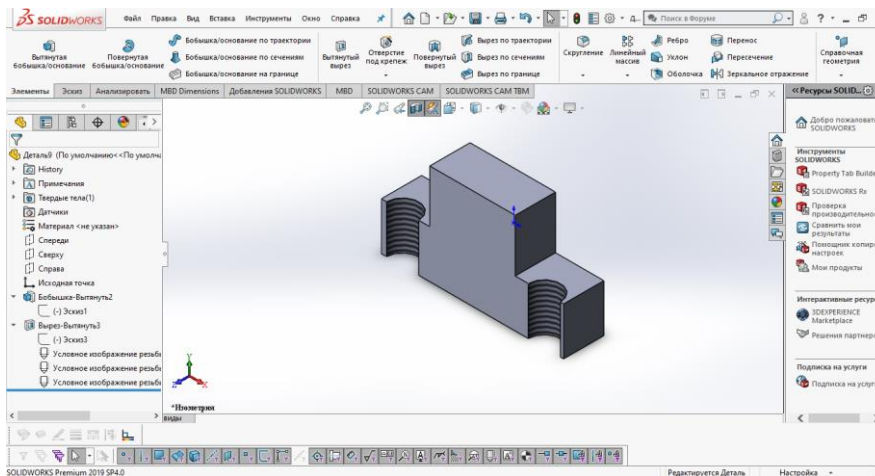 SOLIDWORKS
Файл Правка Вид Вставка Инструменты Окно Справка
Поиск в Форуме
Вытянутая бобышка/основание
Повернутая бобышка/основание
Бобышка/основание по траектории
Бобышка/основание по сечениям
Бобышка/основание на границе
Вытянутый вырез
Отверстие под крепеж
Повернутый вырез
Вырез по траектории
Вырез по сечениям
Вырез по границе
Скругление
Линейный массив
Ребро
Уклон
Оболочка
Перенос
Пересечение
Зеркальное отражение
Справочная геометрия
Элементы Эскиз Анализировать MBD Dimensions Добавления SOLIDWORKS MBD SOLIDWORKS CAM SOLIDWORKS CAM TBM
Деталь9 (По умолчанию<<По умолч
History
Примечания
Твердые тела(1)
Датчики
Материал <не указан>
Спереди
Сверху
Справа
Исходная точка
Бобышка-Вытянуть2
(-) Эскиз1
Вырез-Вытянуть3
(-) Эскиз3
Условное изображение резьбы
Условное изображение резьбы
Условное изображение резьбы
Y
Z
X
*Изометрия
виды
<< Ресурсы SOLID...
Добро пожаловать
SOLIDWORKS
Инструменты
SOLIDWORKS
Property Tab Builde
SOLIDWORKS Rx
Проверка
производительно
Сравнить мои
результаты
Помощник копир
настроек
Мои продукты
Интерактивные ресур
3DEXPERIENCE
Marketplace
Решения партнер
Подписка на услуги
Подписка на услуг
SOLIDWORKS Premium 2019 SP4.0
Редактируется Деталь
Настройка